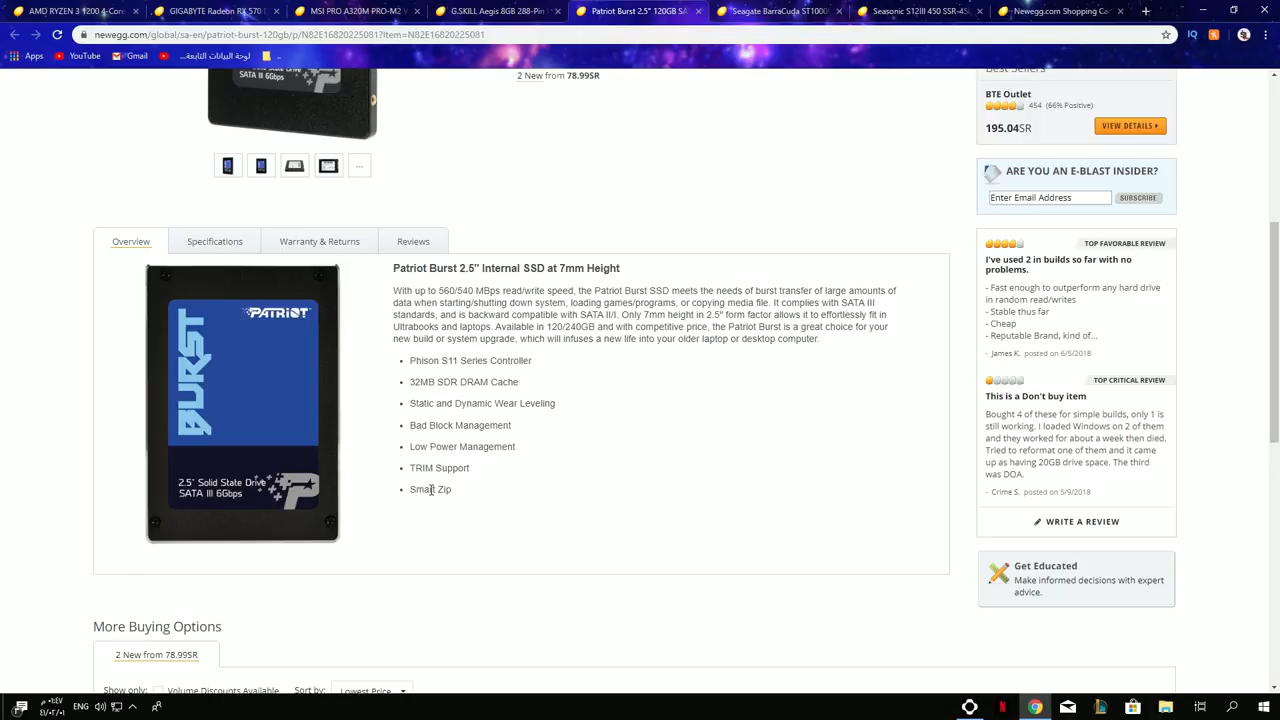 AMD RYZEN 3 1200 4-Core
GIGABYTE Radeon RX 570 
MSI PRO A320M PRO-M2
G.SKILL Aegis 8GB 288-Pin
Patriot Burst 2.5" 120GB SA
Seagate BarraCuda ST1000
Seasonic S12III 450 SSR-45
Newegg.com Shopping Ca
newegg.com/global/sa-en/patriot-burst-120gb/p/N82E16820225081?Item=N82E16820225081
Apps YouTube Gmail لوحة البيانات التابعة...
SATA III 6Gbps
2 New from 78.99SR
...
Best Sellers
BTE Outlet
454 (66% Positive)
195.04SR VIEW DETAILS
ARE YOU AN E-BLAST INSIDER?
Enter Email Address SUBSCRIBE
Overview Specifications Warranty & Returns Reviews
PATRIOT
BURST
2.5" Solid State Drive
SATA III 6Gbps
Patriot Burst 2.5" Internal SSD at 7mm Height
With up to 560/540 MBps read/write speed, the Patriot Burst SSD meets the needs of burst transfer of large amounts of
data when starting/shutting down system, loading games/programs, or copying media file. It complies with SATA III
standards, and is backward compatible with SATA II/I. Only 7mm height in 2.5" form factor allows it to effortlessly fit in
Ultrabooks and laptops. Available in 120/240GB and with competitive price, the Patriot Burst is a great choice for your
new build or system upgrade, which will infuses a new life into your older laptop or desktop computer.
• Phison S11 Series Controller
• 32MB SDR DRAM Cache
• Static and Dynamic Wear Leveling
• Bad Block Management
• Low Power Management
• TRIM Support
• Smart Zip
TOP FAVORABLE REVIEW
I've used 2 in builds so far with no
problems.
- Fast enough to outperform any hard drive
in random read/writes
- Stable thus far
- Cheap
- Reputable Brand, kind of...
- James K. posted on 6/5/2018
TOP CRITICAL REVIEW
This is a Don't buy item
Bought 4 of these for simple builds, only 1 is
still working. I loaded Windows on 2 of them
and they worked for about a week then died.
Tried to reformat one of them and it came
up as having 20GB drive space. The third
was DOA.
- Crime S. posted on 5/9/2018
WRITE A REVIEW
Get Educated
Make informed decisions with expert
advice.
More Buying Options
2 New from 78.99SR
Show only: Volume Discounts Available Sort by: Lowest Price
ENG